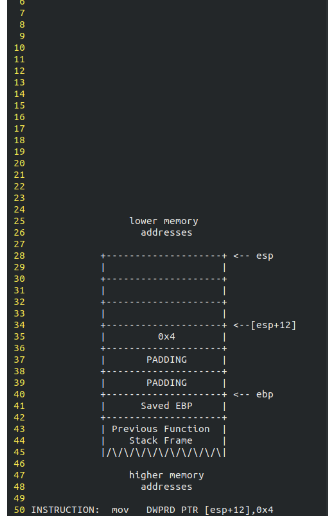 6
7
8
9
10
11
12
13
14
15
16
17
18
19
20
21
22
23
24
25                    lower memory
26                      addresses
27
28               +---------------------+ <-- esp
29               |                     |
30               +---------------------+
31               |                     |
32               +---------------------+
33               |                     |
34               +---------------------+ <--[esp+12]
35               |         0x4         |
36               +---------------------+
37               |       PADDING       |
38               +---------------------+
39               |       PADDING       |
40               +---------------------+ <-- ebp
41               |      Saved EBP      |
42               +---------------------+
43               | Previous Function   |
44               |    Stack Frame      |
45               |/\/\/\/\/\/\/\/\/\/\|
46
47                    higher memory
48                      addresses
49
50 INSTRUCTION:  mov   DWPRD PTR [esp+12],0x4